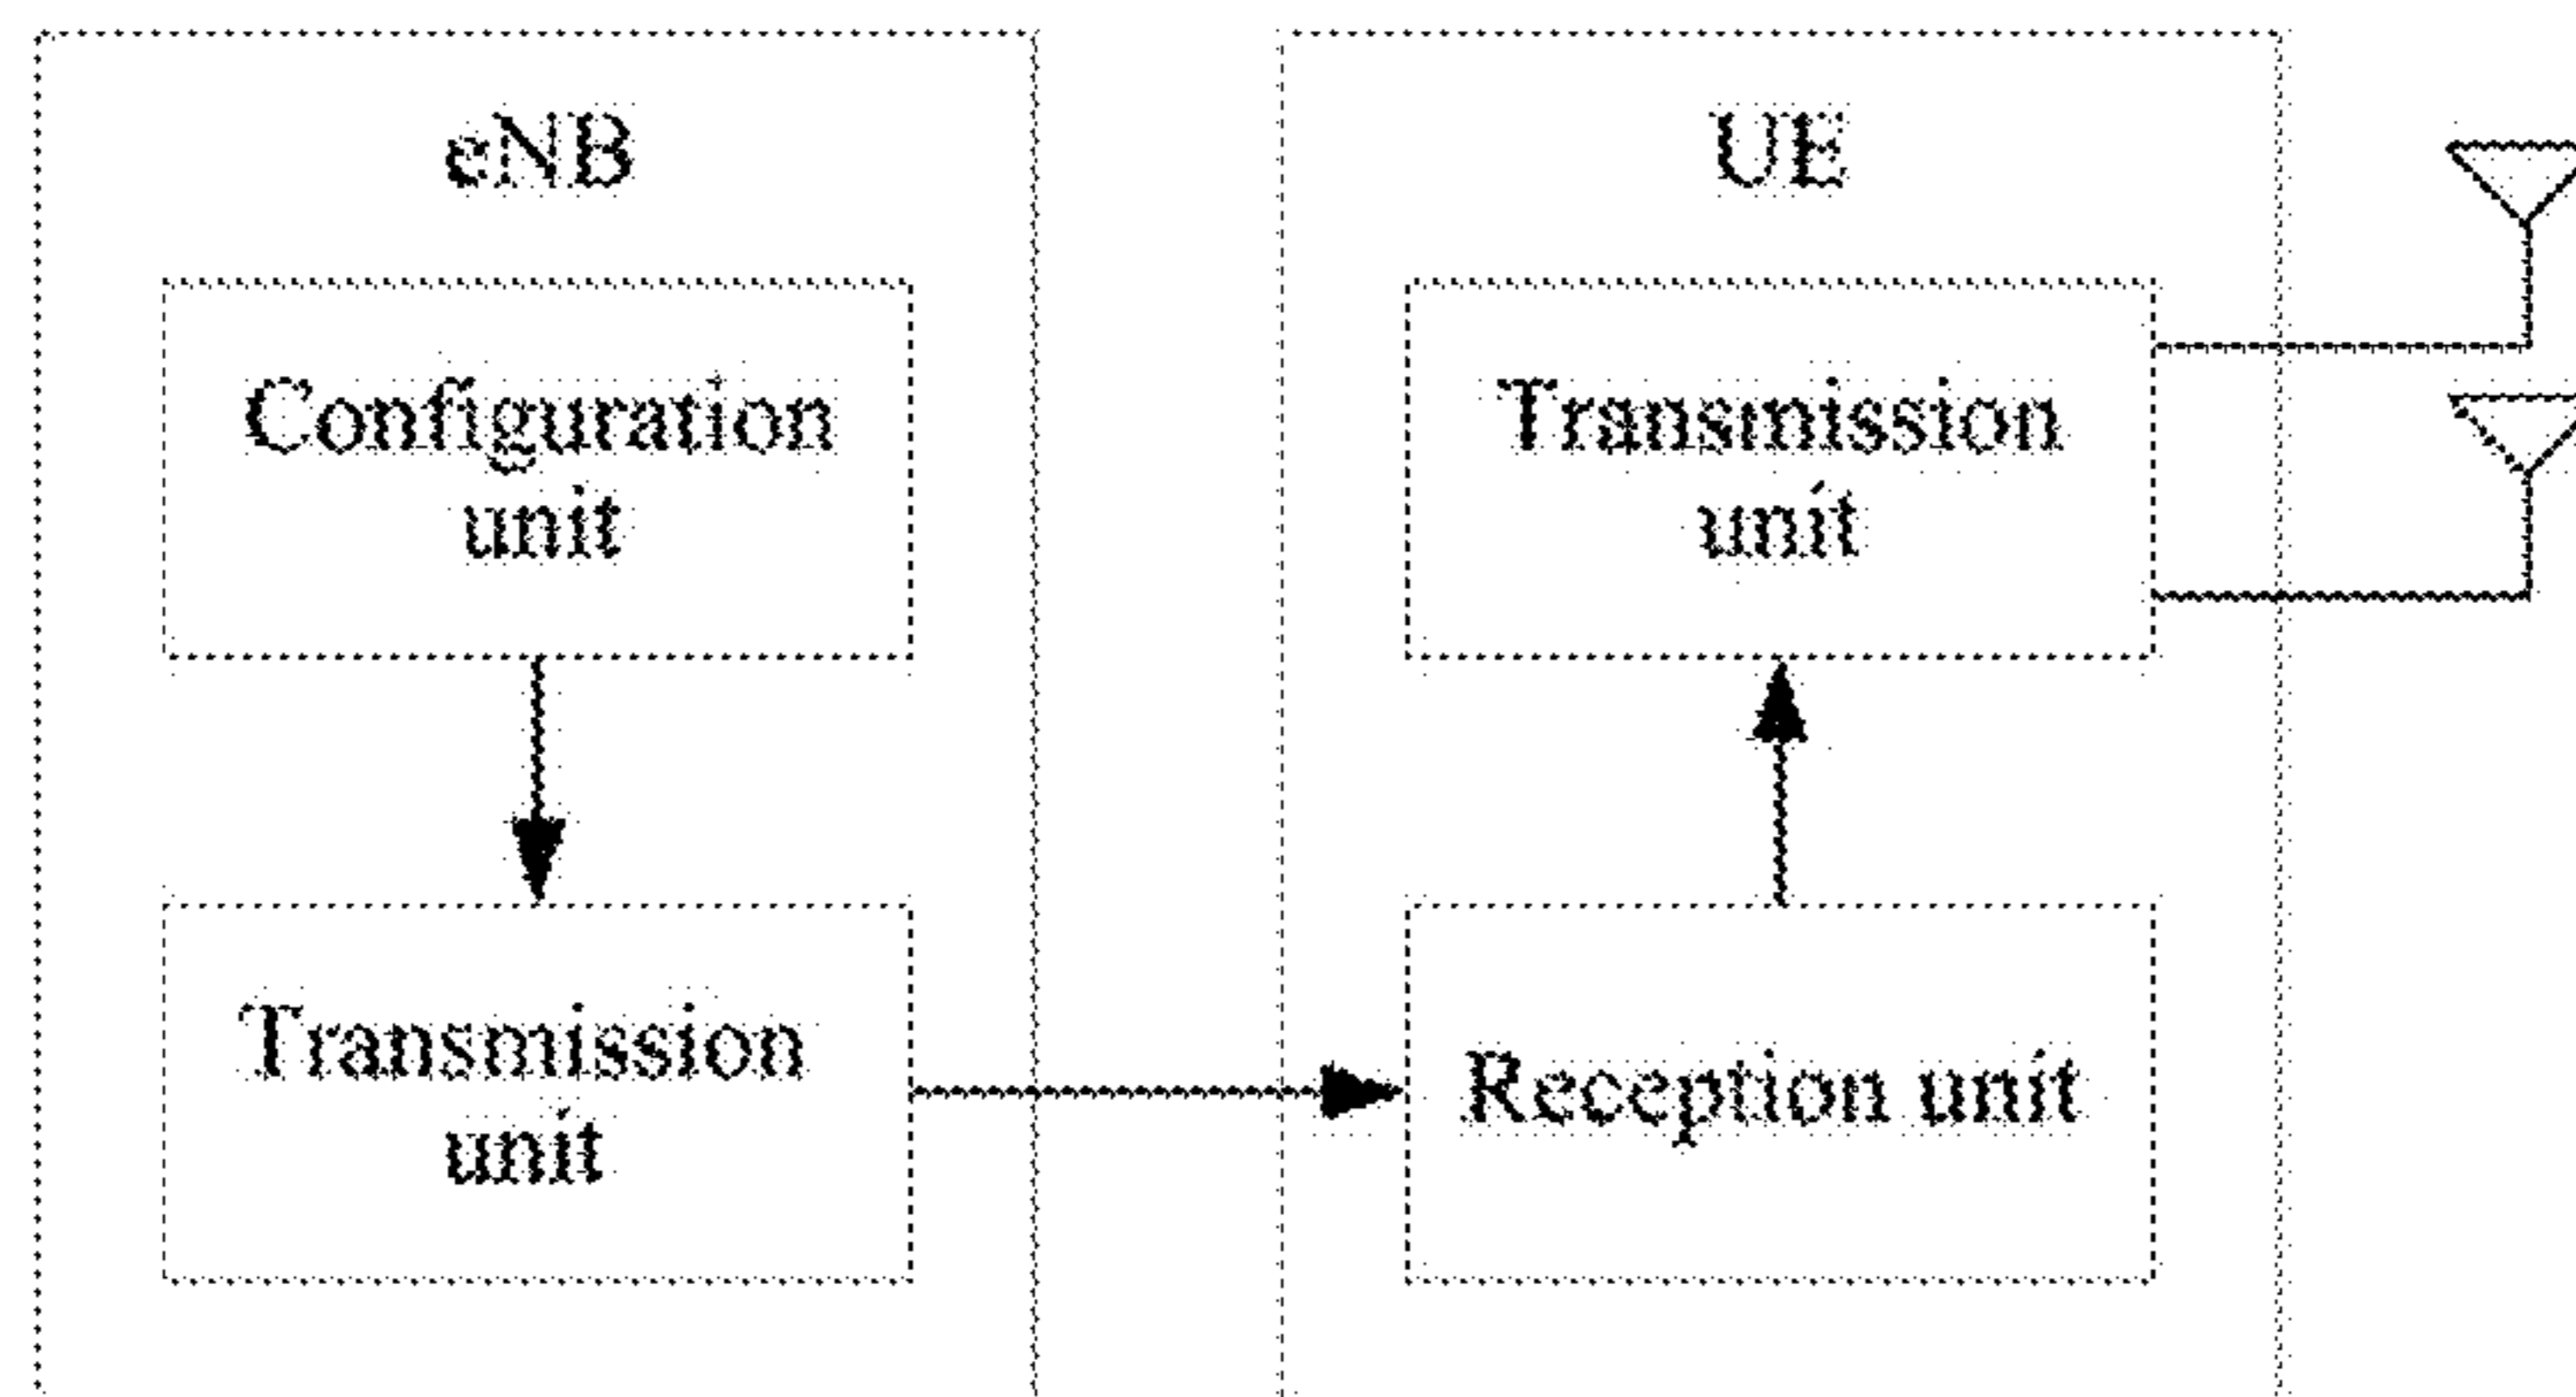 eNB
Configuration
unit
Transmission
unit
UE
Transmission
unit
Reception unit